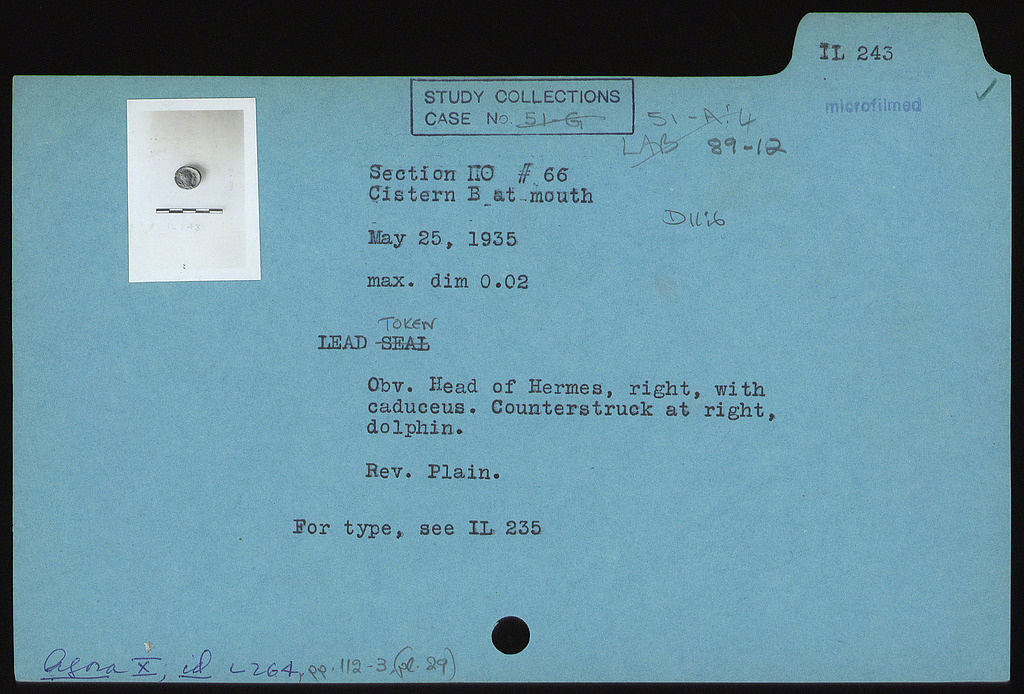 IL 243
microfilmed
STUDY COLLECTIONS
CASE No. 51-G
51-A:4
LAB 89-12
Section ΠΘ # 66
Cistern B at mouth
D11:6
May 25, 1935
max. dim 0.02
TOKEN
LEAD SEAL
Obv. Head of Hermes, right, with
caduceus. Counterstruck at right,
dolphin.
Rev. Plain.
For type, see IL 235
Agora X, id L264, pp. 112-3, (pl. 29)